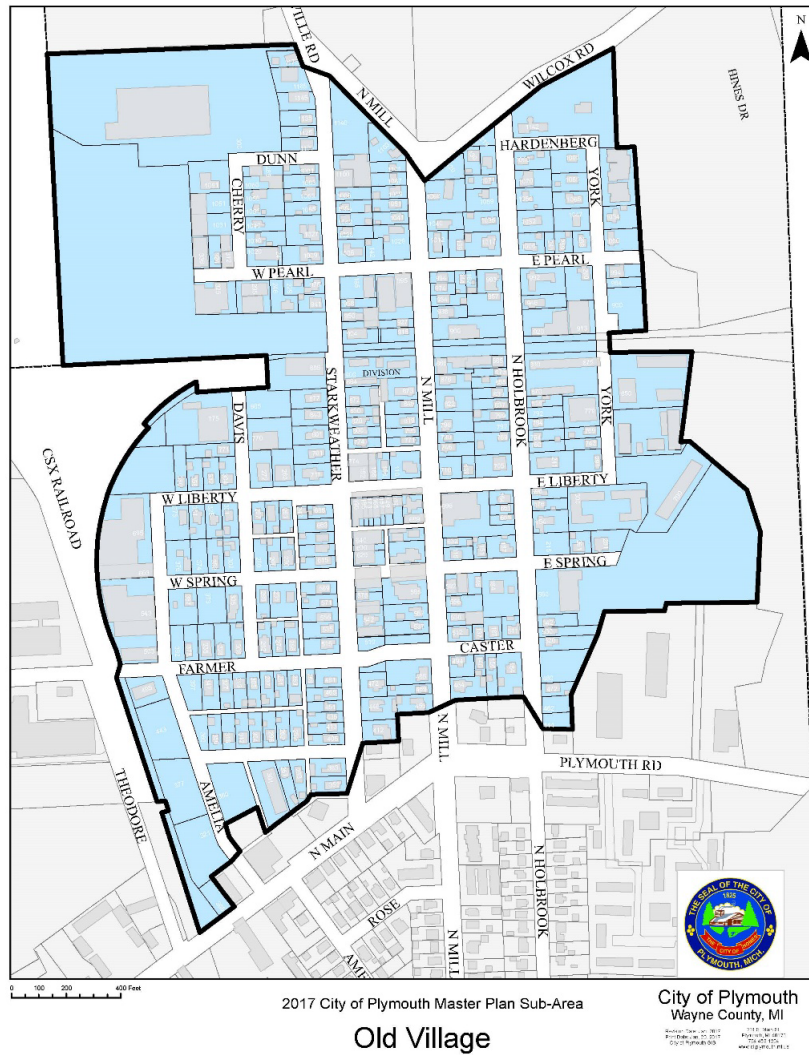 N
VILLE RD
N MILL
WILCOX RD
HINES DR
HARDENBERG
DUNN
CHERRY
YORK
W PEARL
E PEARL
STARKWEATHER
DIVISION
N MILL
N HOLBROOK
YORK
DAVIS
CSX RAILROAD
W LIBERTY
E LIBERTY
W SPRING
E SPRING
FARMER
CASTER
THEODORE
AMELIA
N MILL
PLYMOUTH RD
N MAIN
N HOLBROOK
ROSE
AME
N MILL
THE SEAL OF THE CITY OF
PLYMOUTH, MICH.
0 100 200 400 Feet
2017 City of Plymouth Master Plan Sub-Area
Old Village
City of Plymouth
Wayne County, MI